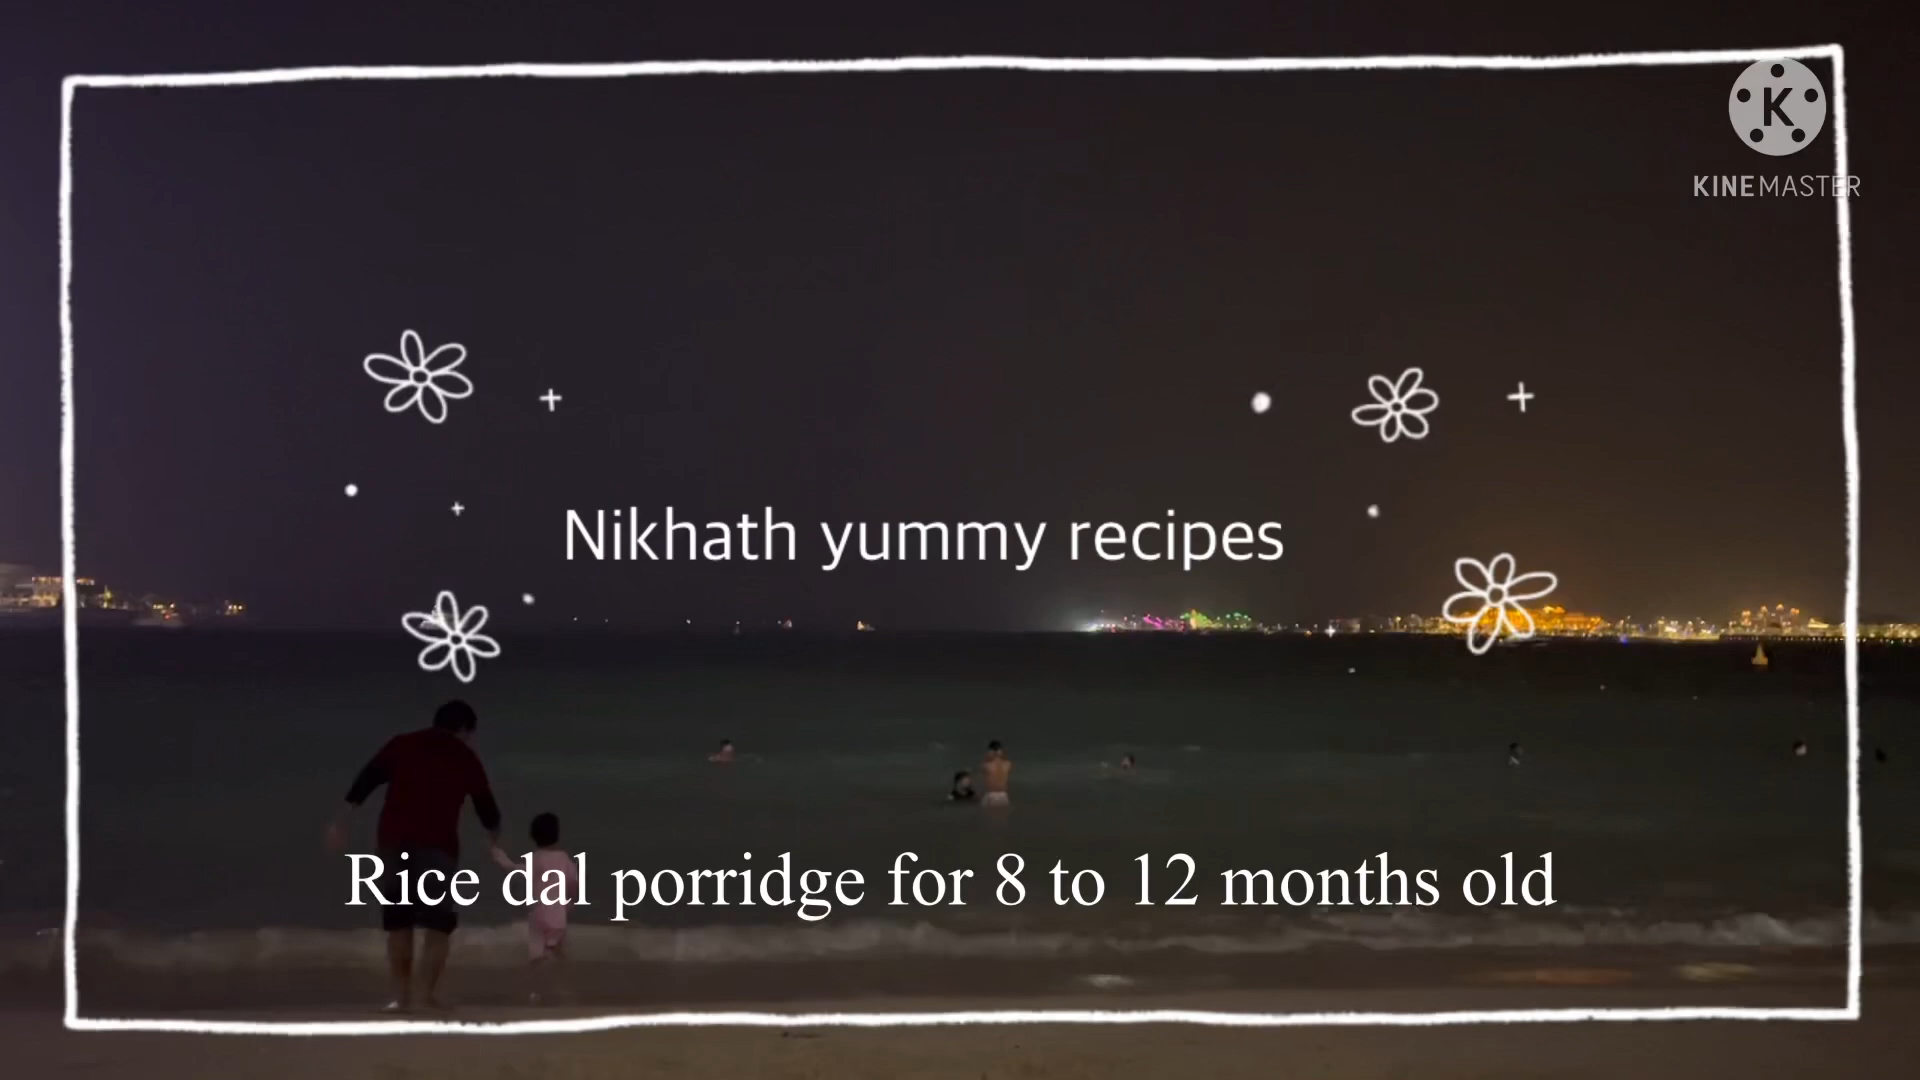 K
KINEMASTER
Nikhath yummy recipes
Rice dal porridge for 8 to 12 months old